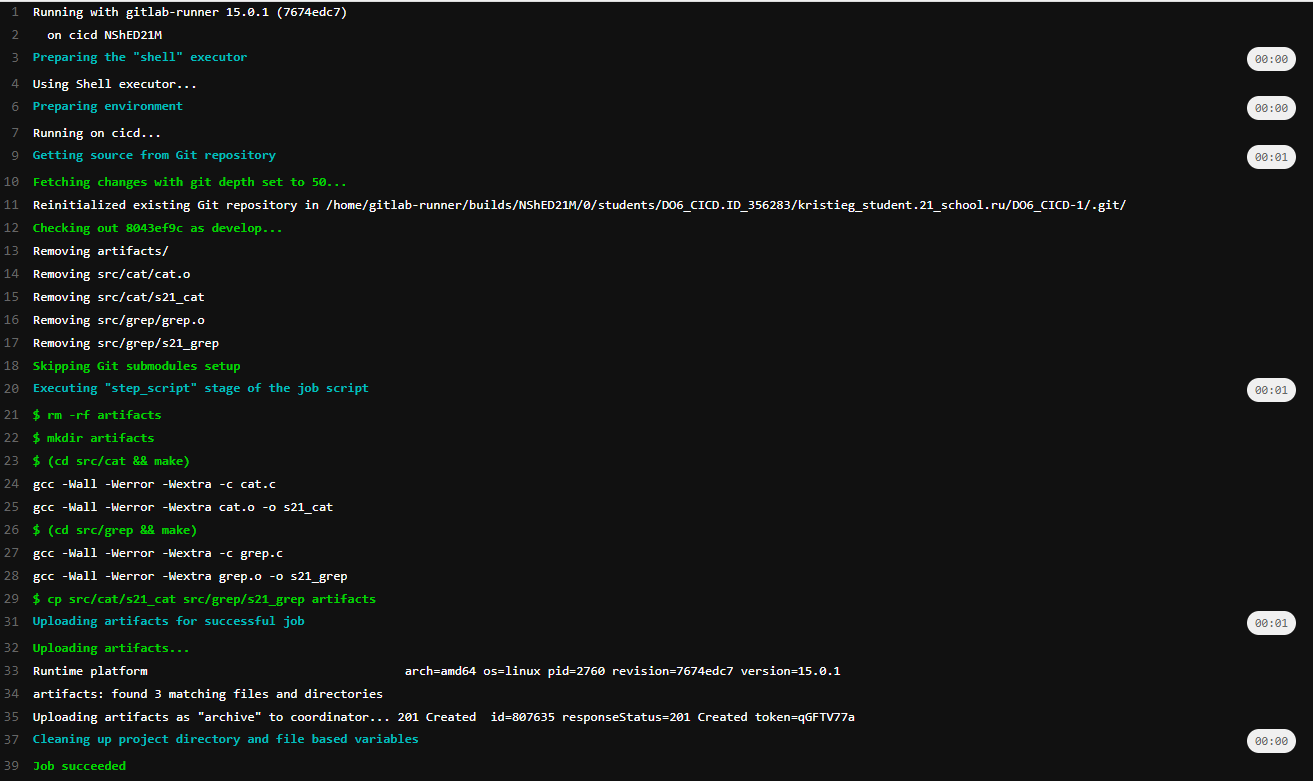 1 Running with gitlab-runner 15.0.1 (7674edc7)
2 on cicd NShED21M
3 Preparing the "shell" executor 00:00
4 Using Shell executor...
6 Preparing environment 00:00
7 Running on cicd...
9 Getting source from Git repository 00:01
10 Fetching changes with git depth set to 50...
11 Reinitialized existing Git repository in /home/gitlab-runner/builds/NShED21M/0/students/DO6_CICD.ID_356283/kristieg_student.21_school.ru/DO6_CICD-1/.git/
12 Checking out 8043ef9c as develop...
13 Removing artifacts/
14 Removing src/cat/cat.o
15 Removing src/cat/s21_cat
16 Removing src/grep/grep.o
17 Removing src/grep/s21_grep
18 Skipping Git submodules setup
20 Executing "step_script" stage of the job script 00:01
21 $ rm -rf artifacts
22 $ mkdir artifacts
23 $ (cd src/cat && make)
24 gcc -Wall -Werror -Wextra -c cat.c
25 gcc -Wall -Werror -Wextra cat.o -o s21_cat
26 $ (cd src/grep && make)
27 gcc -Wall -Werror -Wextra -c grep.c
28 gcc -Wall -Werror -Wextra grep.o -o s21_grep
29 $ cp src/cat/s21_cat src/grep/s21_grep artifacts
31 Uploading artifacts for successful job 00:01
32 Uploading artifacts...
33 Runtime platform arch=amd64 os=linux pid=2760 revision=7674edc7 version=15.0.1
34 artifacts: found 3 matching files and directories
35 Uploading artifacts as "archive" to coordinator... 201 Created id=807635 responseStatus=201 Created token=qGFTV77a
37 Cleaning up project directory and file based variables 00:00
39 Job succeeded